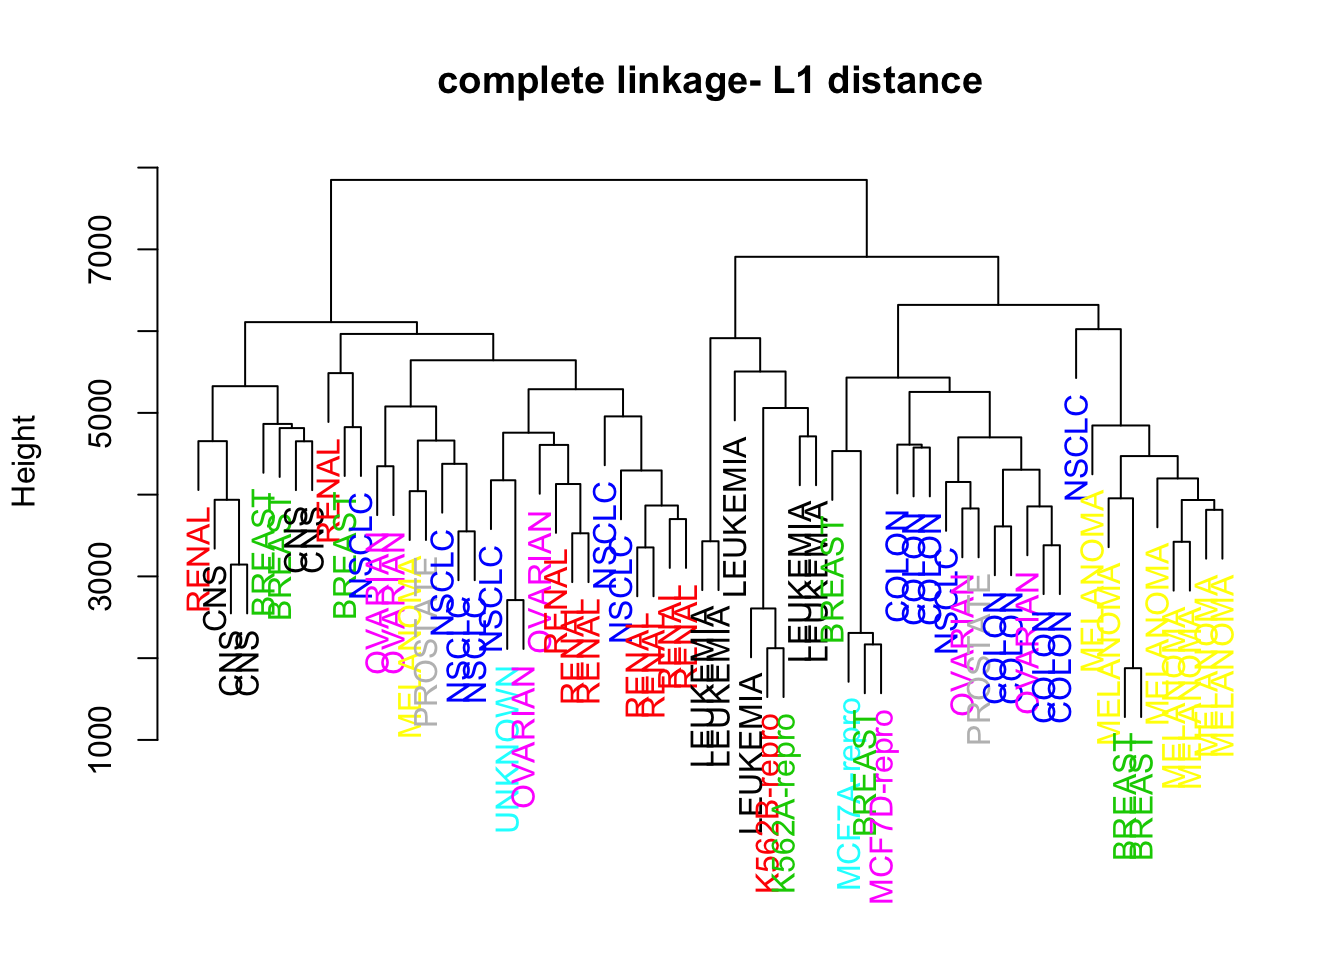 complete linkage- L1 distance
Height
1000
3000
5000
7000
RENAL
CNS
CNS
CNS
BREAST
BREAST
CNS
CNS
RENAL
BREAST
NSCLC
OVARIAN
OVARIAN
MELANOMA
PROSTATE
NSCLC
NSCLC
NSCLC
NSCLC
UNKNOWN
OVARIAN
OVARIAN
RENAL
RENAL
RENAL
NSCLC
NSCLC
RENAL
RENAL
RENAL
RENAL
LEUKEMIA
LEUKEMIA
LEUKEMIA
LEUKEMIA
K562B-repro
K562A-repro
LEUKEMIA
LEUKEMIA
BREAST
MCF7A-repro
BREAST
MCF7D-repro
COLON
COLON
COLON
NSCLC
OVARIAN
PROSTATE
COLON
COLON
OVARIAN
COLON
COLON
NSCLC
MELANOMA
MELANOMA
BREAST
BREAST
MELANOMA
MELANOMA
MELANOMA
MELANOMA
MELANOMA